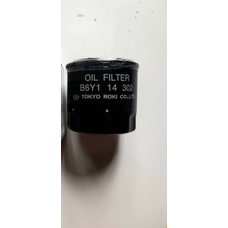 OIL FILTER
B6Y1 14 302
TOKYO ROKI CO.,LTD.